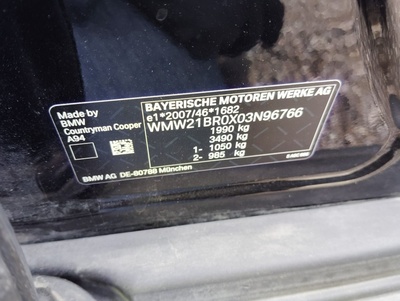 BAYERISCHE MOTOREN WERKE AG
e1*2007/46*1682
WMW21BR0X03N96766
1990 kg
3490 kg
1- 1050 kg
2- 985 kg
Made by
BMW
Countryman Cooper
A94
BMW AG DE-80788 München